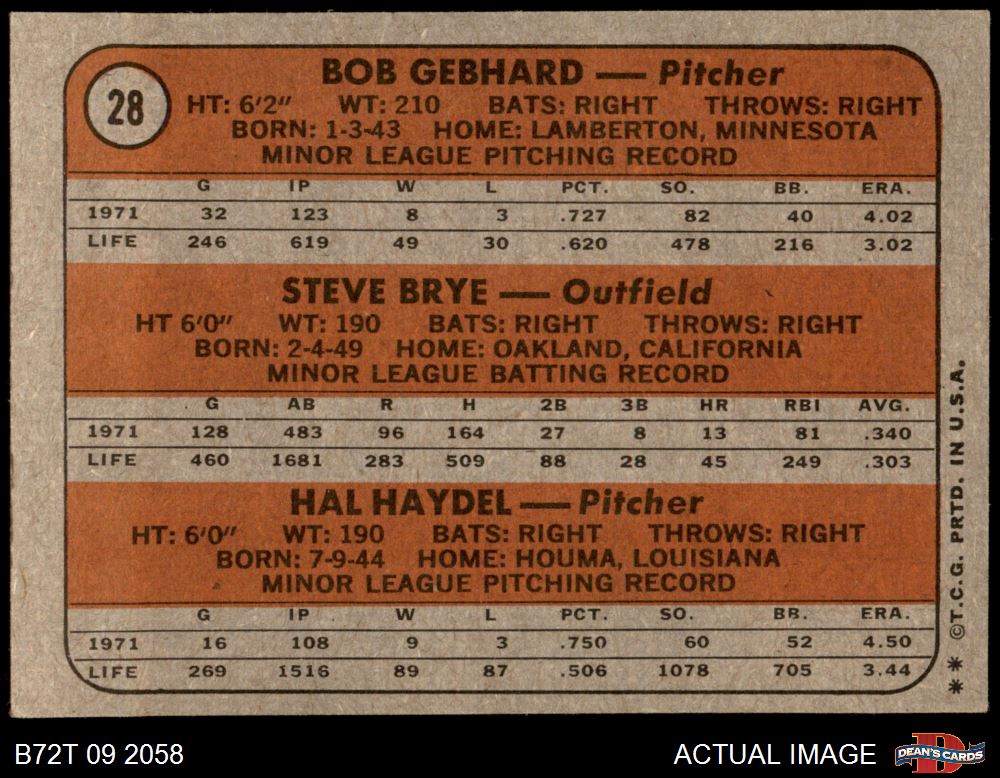 28
BOB GEBHARD — Pitcher
HT: 6'2" WT: 210 BATS: RIGHT THROWS: RIGHT
BORN: 1-3-43 HOME: LAMBERTON, MINNESOTA
MINOR LEAGUE PITCHING RECORD
G IP W L PCT. SO. BB. ERA.
1971 32 123 8 3 .727 82 40 4.02
LIFE 246 619 49 30 .620 478 216 3.02
STEVE BRYE — Outfield
HT 6'0" WT: 190 BATS: RIGHT THROWS: RIGHT
BORN: 2-4-49 HOME: OAKLAND, CALIFORNIA
MINOR LEAGUE BATTING RECORD
G AB R H 2B 3B HR RBI AVG.
1971 128 483 96 164 27 8 13 81 .340
LIFE 460 1681 283 509 88 28 45 249 .303
HAL HAYDEL — Pitcher
HT: 6'0" WT: 190 BATS: RIGHT THROWS: RIGHT
BORN: 7-9-44 HOME: HOUMA, LOUISIANA
MINOR LEAGUE PITCHING RECORD
G IP W L PCT. SO. BB. ERA.
1971 16 108 9 3 .750 60 52 4.50
LIFE 269 1516 89 87 .506 1078 705 3.44
** ©T.C.G. PRTD. IN U.S.A.
B72T 09 2058
ACTUAL IMAGE
D
DEAN'S CARDS